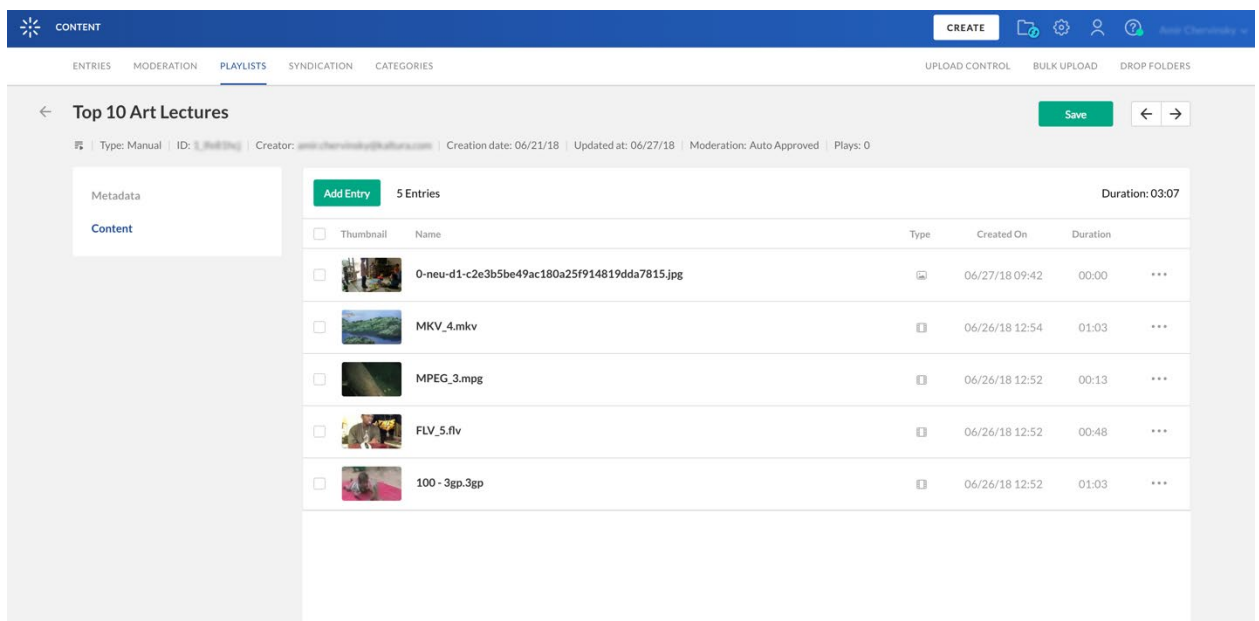 CONTENT CREATE
ENTRIES MODERATION PLAYLISTS SYNDICATION CATEGORIES UPLOAD CONTROL BULK UPLOAD DROP FOLDERS
Top 10 Art Lectures Save
Type: Manual ID: Creator: Creation date: 06/21/18 Updated at: 06/27/18 Moderation: Auto Approved Plays: 0
Metadata
Content
Add Entry 5 Entries Duration: 03:07
Thumbnail Name Type Created On Duration
0-neu-d1-c2e3b5be49ac180a25f914819dda7815.jpg 06/27/18 09:42 00:00
MKV_4.mkv 06/26/18 12:54 01:03
MPEG_3.mpg 06/26/18 12:52 00:13
FLV_5.flv 06/26/18 12:52 00:48
100 - 3gp.3gp 06/26/18 12:52 01:03